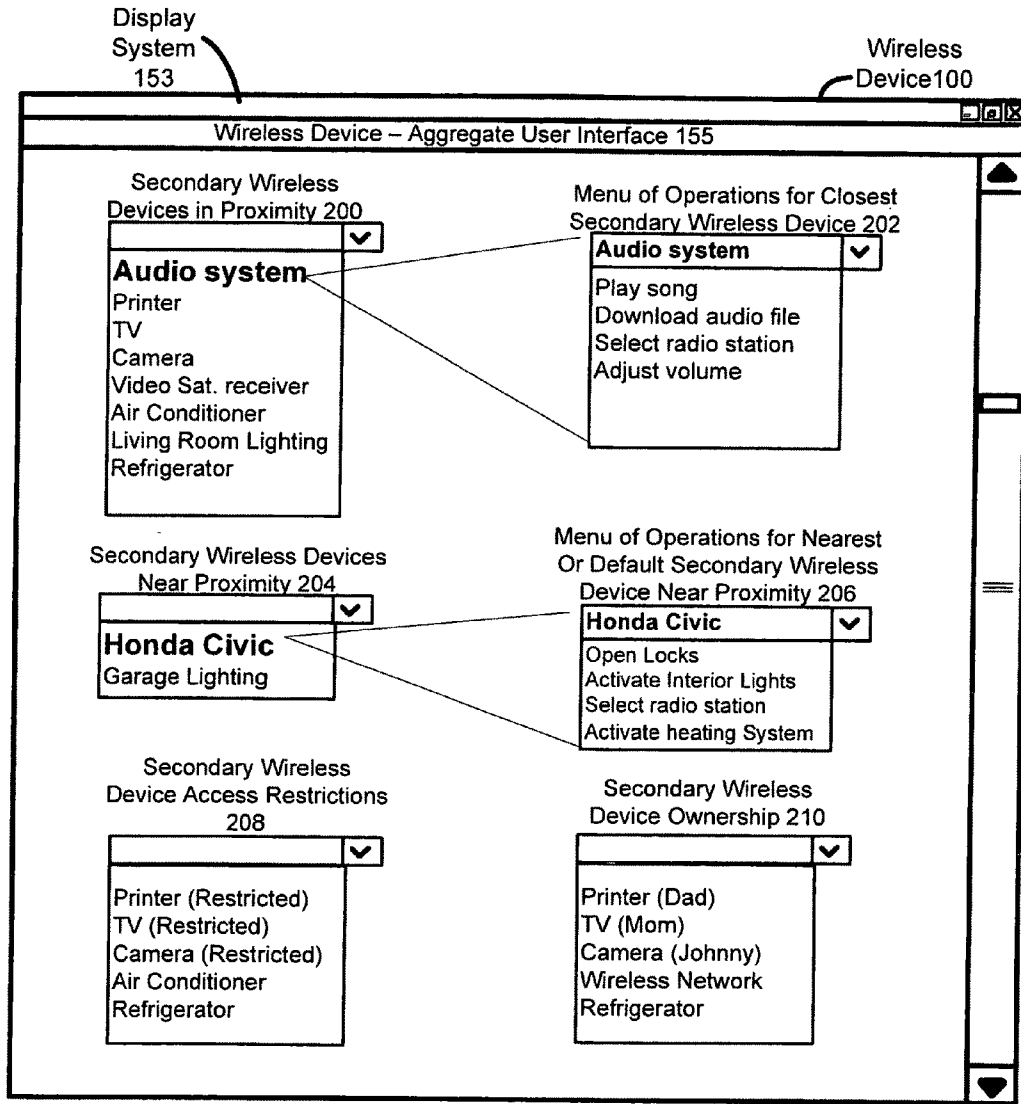 Display
System
153
Wireless
Device100
Wireless Device – Aggregate User Interface 155
Secondary Wireless
Devices in Proximity 200
Audio system
Printer
TV
Camera
Video Sat. receiver
Air Conditioner
Living Room Lighting
Refrigerator
Menu of Operations for Closest
Secondary Wireless Device 202
Audio system
Play song
Download audio file
Select radio station
Adjust volume
Secondary Wireless Devices
Near Proximity 204
Honda Civic
Garage Lighting
Menu of Operations for Nearest
Or Default Secondary Wireless
Device Near Proximity 206
Honda Civic
Open Locks
Activate Interior Lights
Select radio station
Activate heating System
Secondary Wireless
Device Access Restrictions
208
Printer (Restricted)
TV (Restricted)
Camera (Restricted)
Air Conditioner
Refrigerator
Secondary Wireless
Device Ownership 210
Printer (Dad)
TV (Mom)
Camera (Johnny)
Wireless Network
Refrigerator